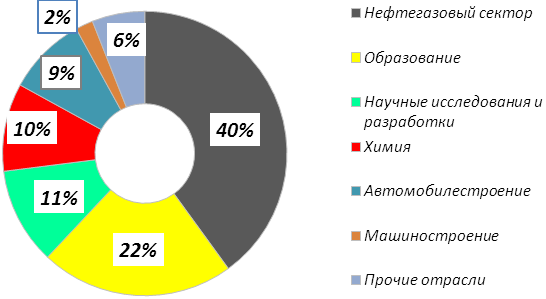 2%
6%
9%
10%
40%
11%
22%
Нефтегазовый сектор
Образование
Научные исследования и
разработки
Химия
Автомобилестроение
Машиностроение
Прочие отрасли